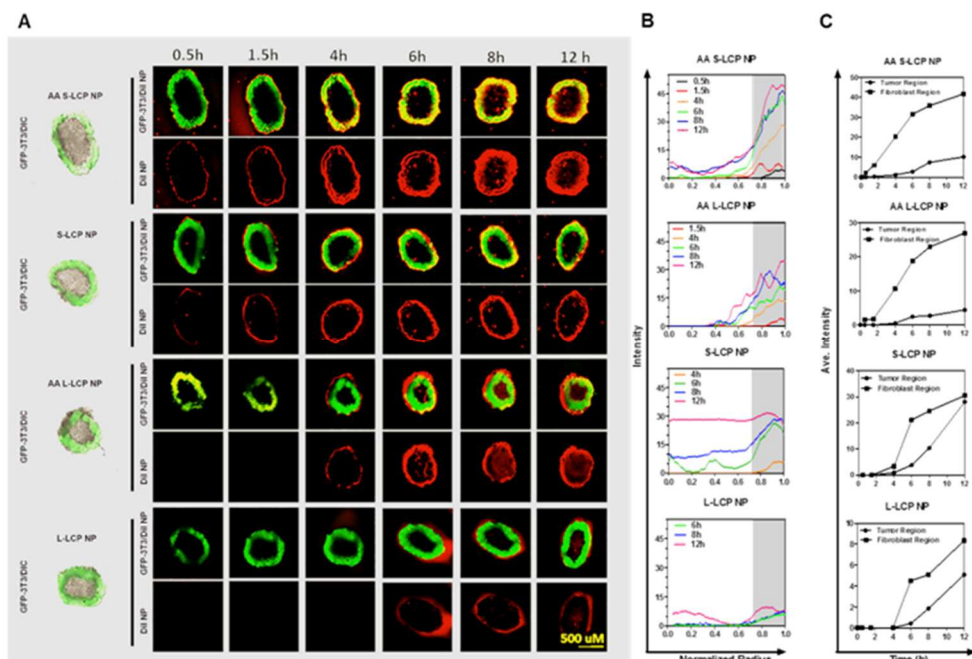 A
B
C
0.5h 1.5h 4h 6h 8h 12 h
AA S-LCP NP
GFP-3T3/DIC
GFP-3T3/DiI NP
DiI NP
S-LCP NP
GFP-3T3/DIC
GFP-3T3/DiI NP
DiI NP
AA L-LCP NP
GFP-3T3/DIC
GFP-3T3/DiI NP
DiI NP
L-LCP NP
GFP-3T3/DIC
GFP-3T3/DiI NP
DiI NP
500 uM
Intensity
AA S-LCP NP
45
30
15
0
0.5h
1.5h
4h
6h
8h
12h
0.0 0.2 0.4 0.6 0.8 1.0
AA L-LCP NP
45
30
15
0
1.5h
4h
6h
8h
12h
0.0 0.2 0.4 0.6 0.8 1.0
S-LCP NP
45
30
15
0
4h
6h
8h
12h
0.0 0.2 0.4 0.6 0.8 1.0
L-LCP NP
45
30
15
0
6h
8h
12h
0.0 0.2 0.4 0.6 0.8 1.0
Normalized Radius
Ave. Intensity
AA S-LCP NP
50
40
30
20
10
0
Tumor Region
Fibroblast Region
0 2 4 6 8 10 12
AA L-LCP NP
30
20
10
0
Tumor Region
Fibroblast Region
0 2 4 6 8 10 12
S-LCP NP
40
30
20
10
0
Tumor Region
Fibroblast Region
0 2 4 6 8 10 12
L-LCP NP
10
8
6
4
2
0
Tumor Region
Fibroblast Region
0 2 4 6 8 10 12
Time (h)